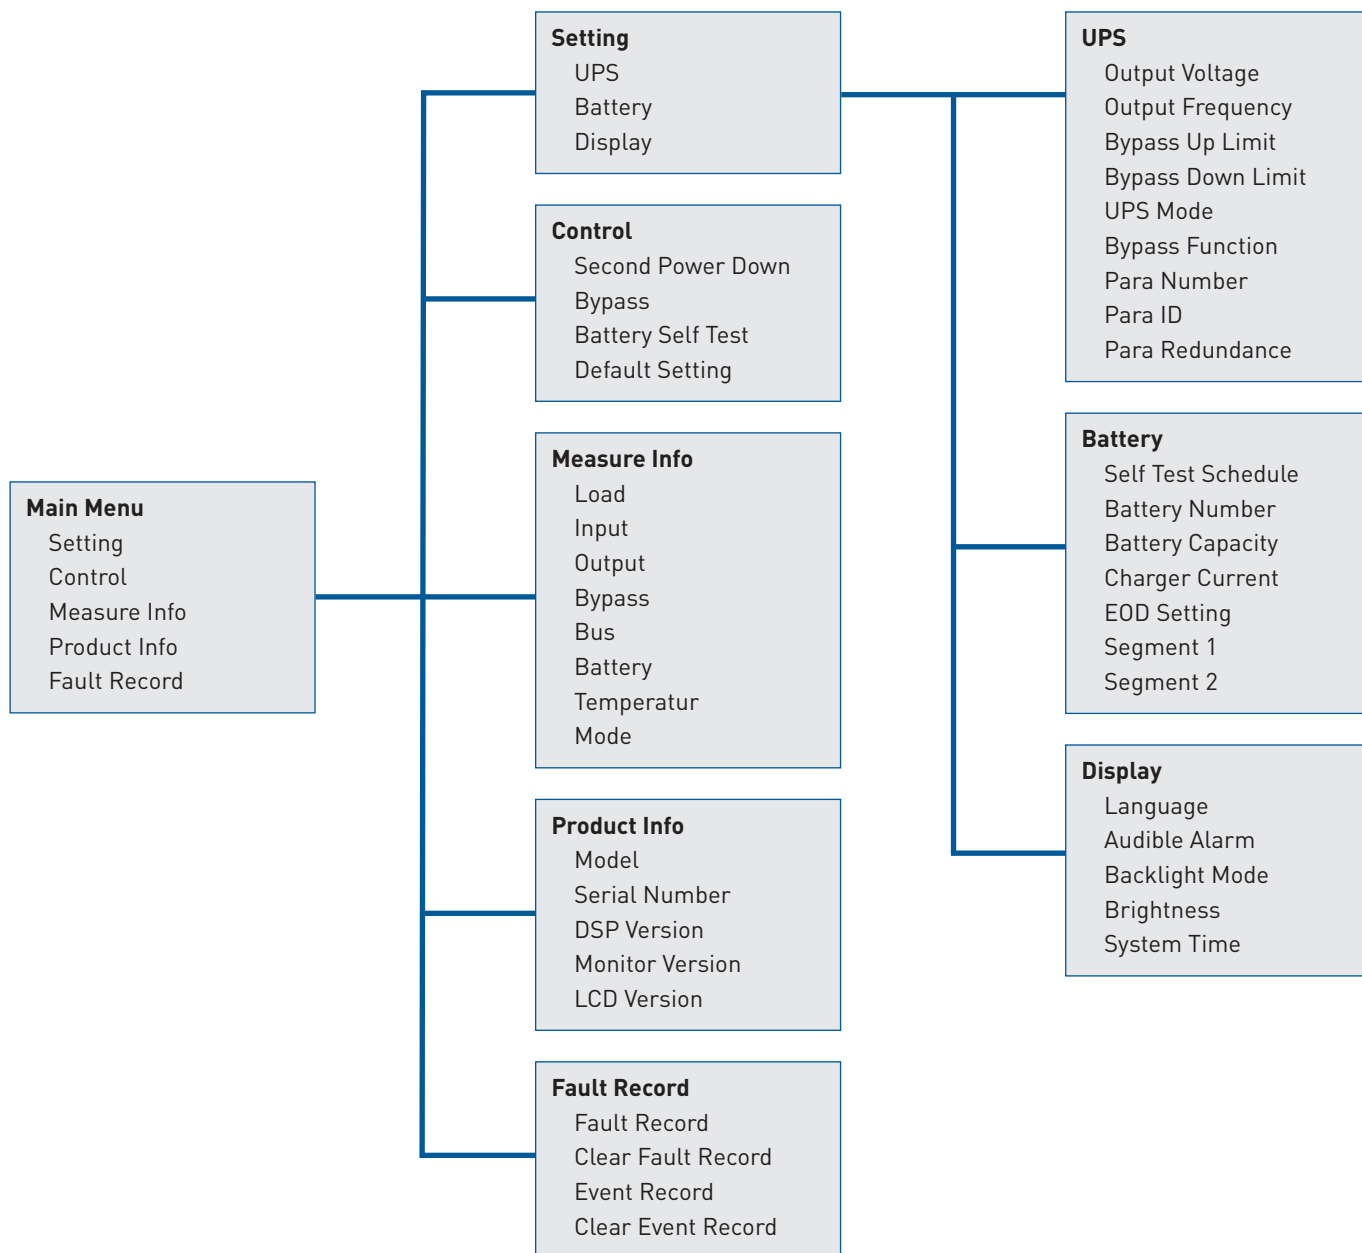 Main Menu
Setting
Control
Measure Info
Product Info
Fault Record
Setting
UPS
Battery
Display
Control
Second Power Down
Bypass
Battery Self Test
Default Setting
Measure Info
Load
Input
Output
Bypass
Bus
Battery
Temperatur
Mode
Product Info
Model
Serial Number
DSP Version
Monitor Version
LCD Version
Fault Record
Fault Record
Clear Fault Record
Event Record
Clear Event Record
UPS
Output Voltage
Output Frequency
Bypass Up Limit
Bypass Down Limit
UPS Mode
Bypass Function
Para Number
Para ID
Para Redundance
Battery
Self Test Schedule
Battery Number
Battery Capacity
Charger Current
EOD Setting
Segment 1
Segment 2
Display
Language
Audible Alarm
Backlight Mode
Brightness
System Time